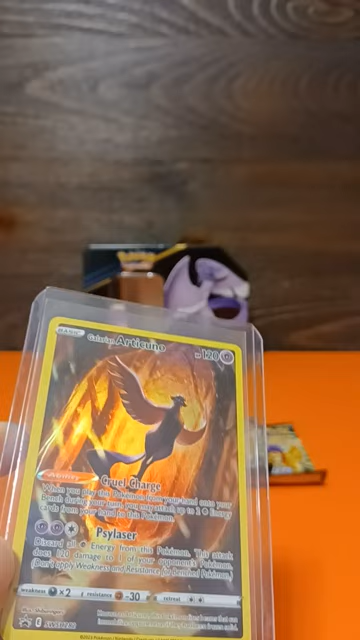 BASIC Galarian Articuno HP 120
Ability Cruel Charge
When you play this Pokémon from your hand onto your
Bench during your turn, you may attach up to 2 Energy
cards from your hand to this Pokémon.
Psylaser
Discard all Energy from this Pokémon. This attack
does 120 damage to 1 of your opponent's Pokémon.
(Don't apply Weakness and Resistance for Benched Pokémon.)
weakness ×2 resistance -30 retreat
SWSH282